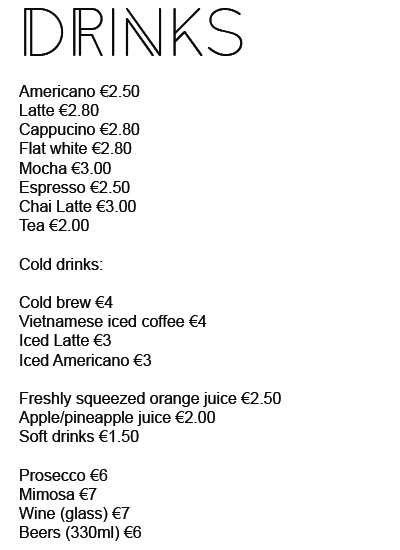 DRINKS
Americano €2.50
Latte €2.80
Cappucino €2.80
Flat white €2.80
Mocha €3.00
Espresso €2.50
Chai Latte €3.00
Tea €2.00
Cold drinks:
Cold brew €4
Vietnamese iced coffee €4
Iced Latte €3
Iced Americano €3
Freshly squeezed orange juice €2.50
Apple/pineapple juice €2.00
Soft drinks €1.50
Prosecco €6
Mimosa €7
Wine (glass) €7
Beers (330ml) €6